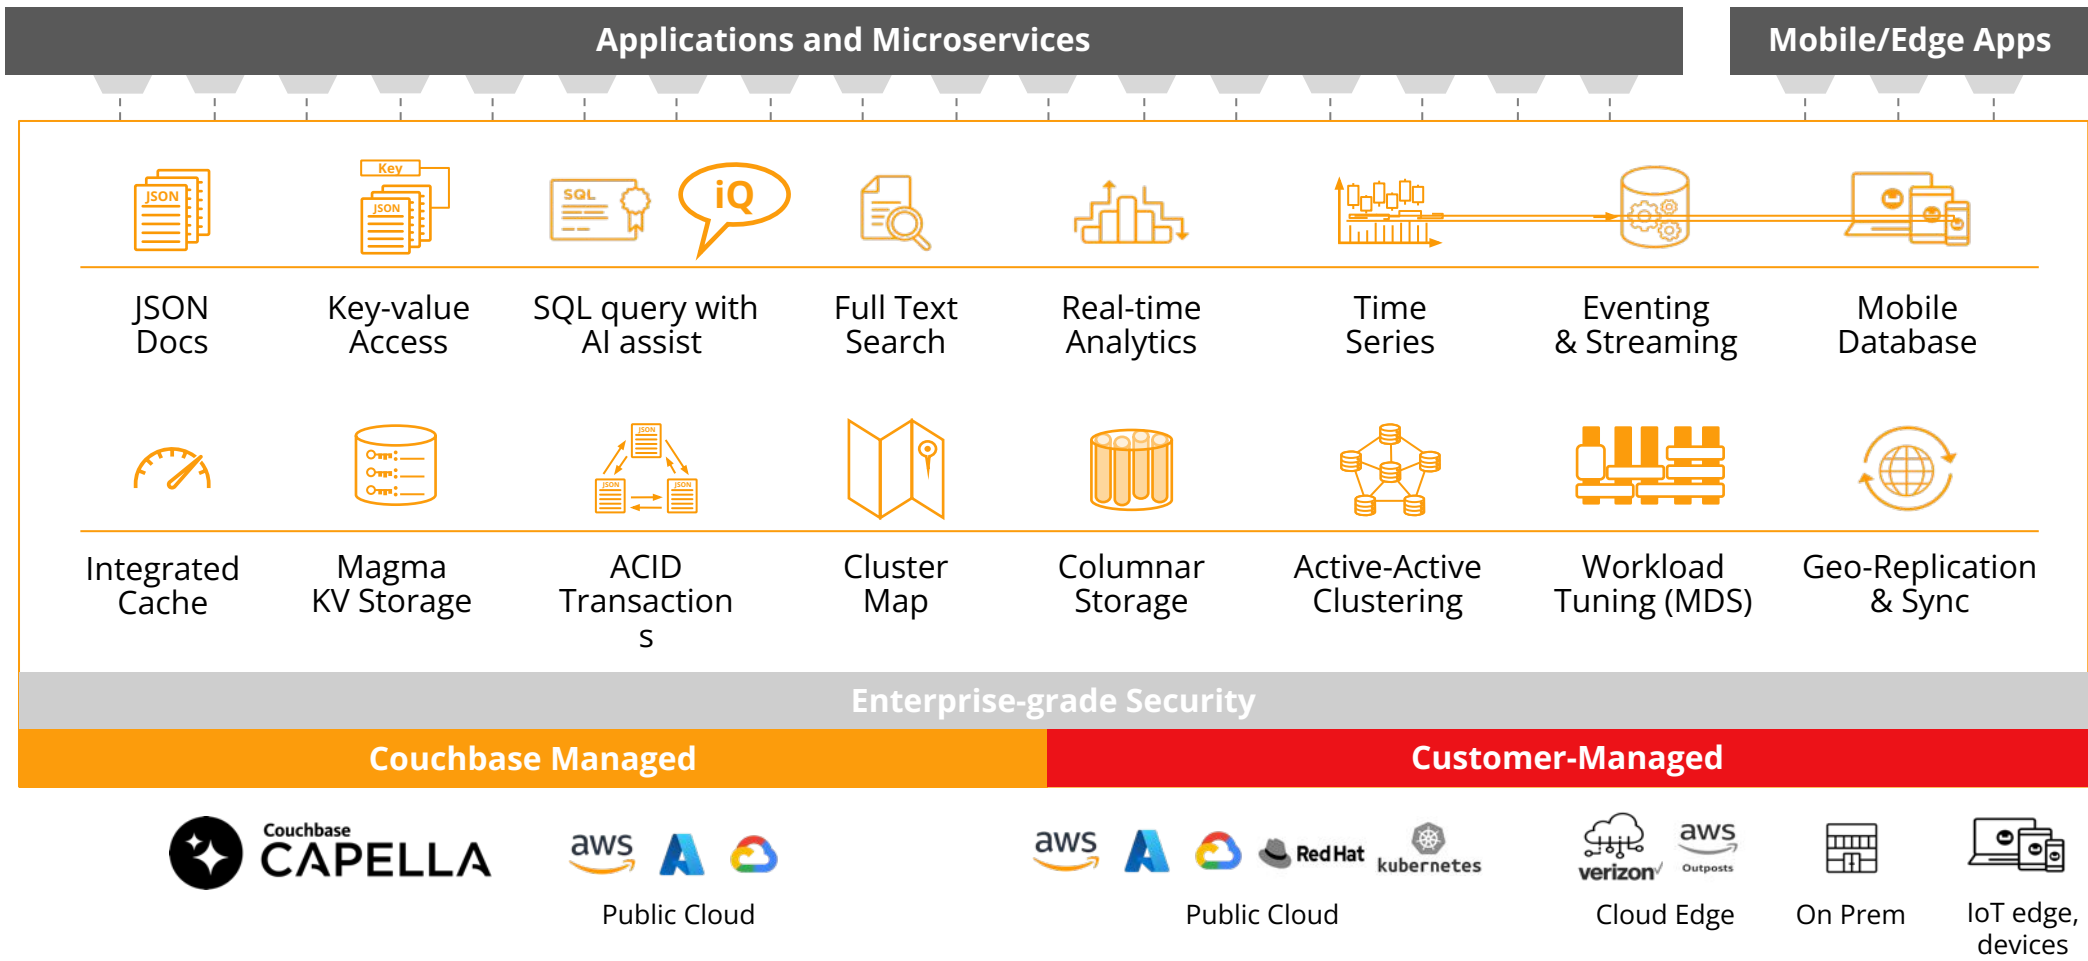 Applications and Microservices
Mobile/Edge Apps
JSON
Key
JSON
SQL
iQ
JSON
Docs
Key-value
Access
SQL query with
AI assist
Full Text
Search
Real-time
Analytics
Time
Series
Eventing
& Streaming
Mobile
Database
JSON
JSON
JSON
Integrated
Cache
Magma
KV Storage
ACID
Transaction
s
Cluster
Map
Columnar
Storage
Active-Active
Clustering
Workload
Tuning (MDS)
Geo-Replication
& Sync
Enterprise-grade Security
Couchbase Managed
Customer-Managed
Couchbase
CAPELLA
aws
Public Cloud
aws
Red Hat
kubernetes
Public Cloud
verizon
aws
Outposts
Cloud Edge
On Prem
IoT edge,
devices